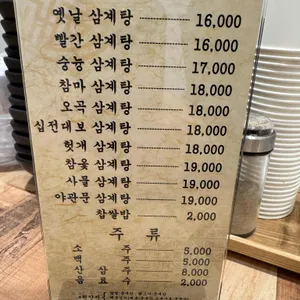 옛날 삼계탕 16,000
빨간 삼계탕 16,000
숭늉 삼계탕 17,000
참마 삼계탕 18,000
오곡 삼계탕 18,000
십전대보 삼계탕 18,000
헛개 삼계탕 18,000
참옻 삼계탕 19,000
사물 삼계탕 19,000
야관문 삼계탕 19,000
찹쌀밥 2,000
주 류
소 주 5,000
맥 주 5,000
산 삼 주 8,000
음 료 2,000